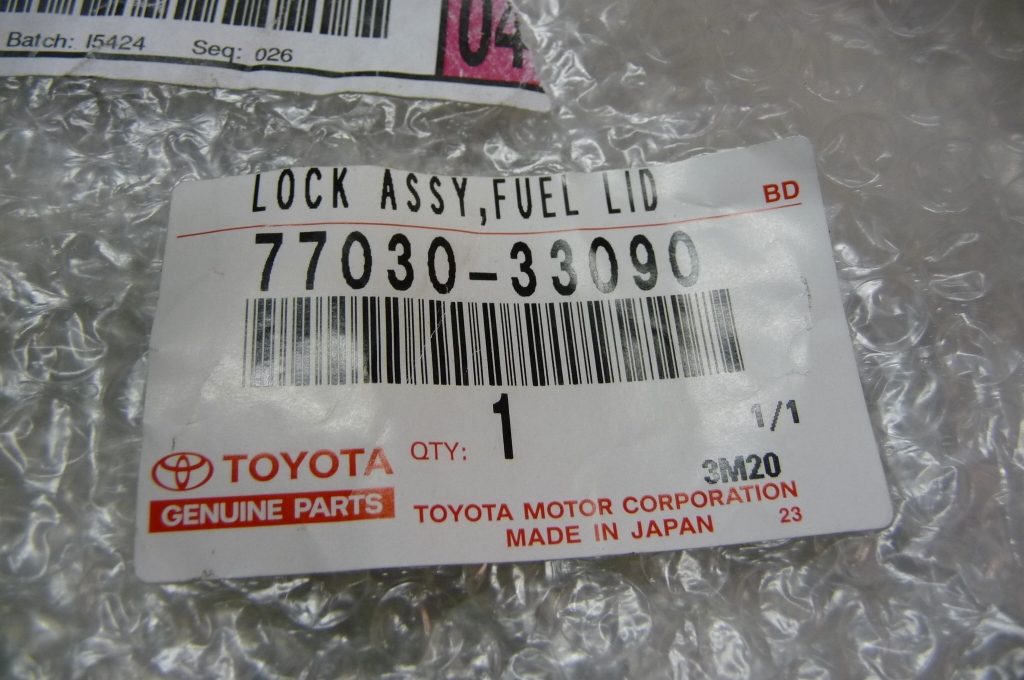 Batch: I5424 Seq: 026
04
LOCK ASSY,FUEL LID
BD
77030-33090
1/1
QTY: 1
3M20
TOYOTA
GENUINE PARTS
TOYOTA MOTOR CORPORATION
MADE IN JAPAN 23